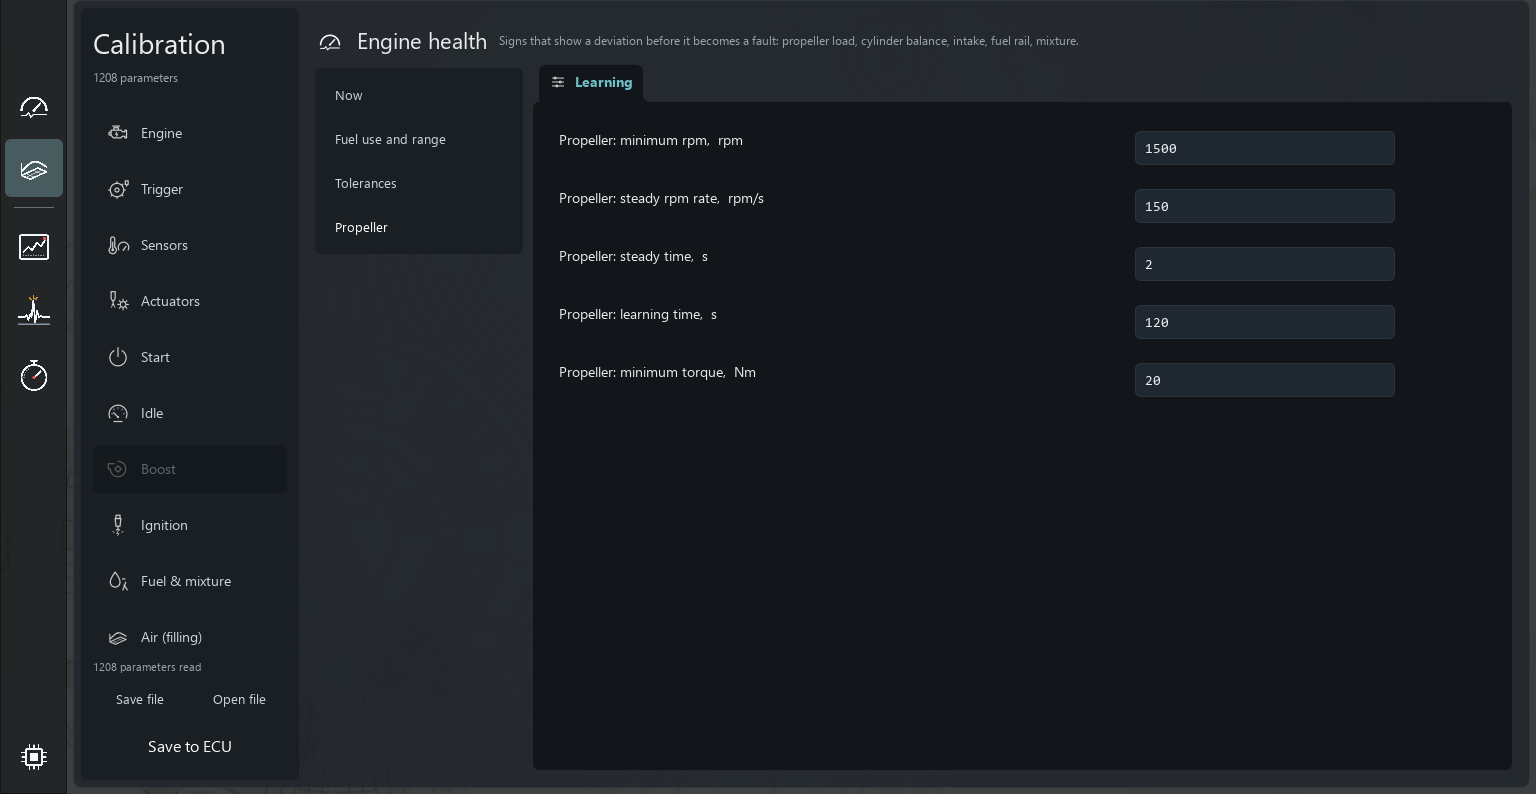 Calibration
1208 parameters
Engine
Trigger
Sensors
Actuators
Start
Idle
Boost
Ignition
Fuel & mixture
Air (filling)
1208 parameters read
Save file Open file
Save to ECU
Engine health Signs that show a deviation before it becomes a fault: propeller load, cylinder balance, intake, fuel rail, mixture.
Now
Fuel use and range
Tolerances
Propeller
Learning
Propeller: minimum rpm, rpm 1500
Propeller: steady rpm rate, rpm/s 150
Propeller: steady time, s 2
Propeller: learning time, s 120
Propeller: minimum torque, Nm 20